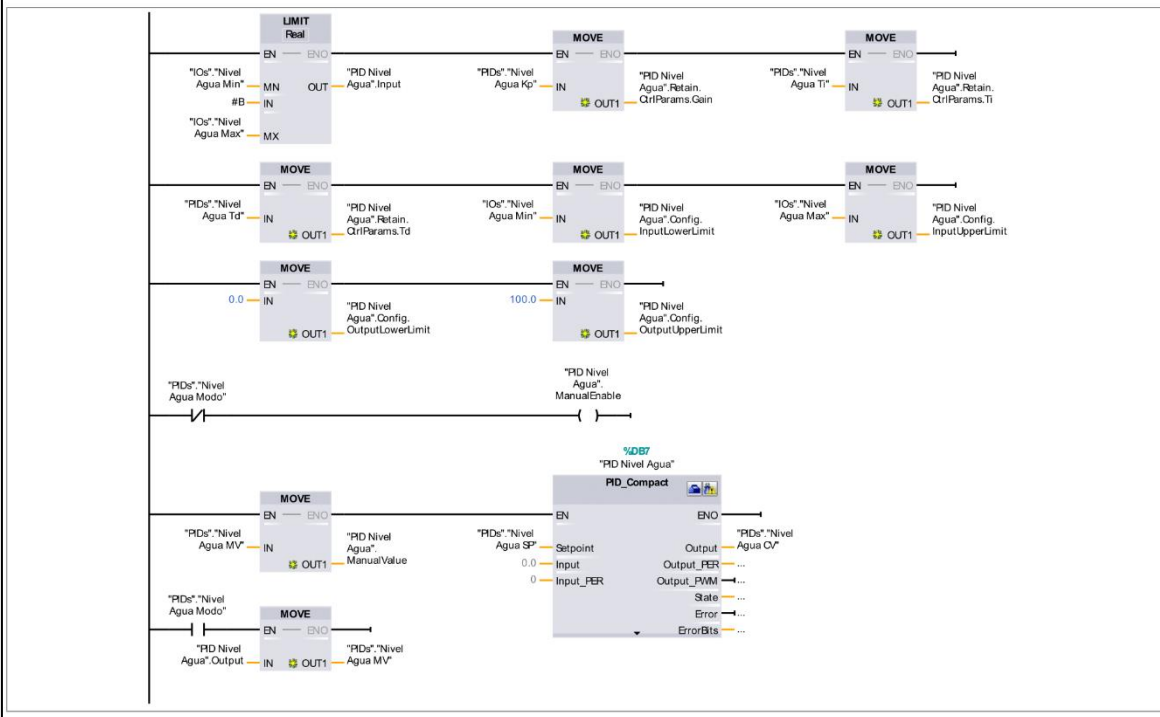 LIMIT
Real
EN ENO
"IOs"."Nivel
Agua Min"
MN
OUT
"PID Nivel
Agua".Input
#B
IN
"IOs"."Nivel
Agua Max"
MX
MOVE
EN ENO
"PIDs"."Nivel
Agua Kp"
IN
OUT1
"PID Nivel
Agua".Retain.
CtrlParams.Gain
MOVE
EN ENO
"PIDs"."Nivel
Agua Ti"
IN
OUT1
"PID Nivel
Agua".Retain.
CtrlParams.Ti
MOVE
EN ENO
"PIDs"."Nivel
Agua Td"
IN
OUT1
"PID Nivel
Agua".Retain.
CtrlParams.Td
MOVE
EN ENO
"IOs"."Nivel
Agua Min"
IN
OUT1
"PID Nivel
Agua".Config.
InputLowerLimit
MOVE
EN ENO
"IOs"."Nivel
Agua Max"
IN
OUT1
"PID Nivel
Agua".Config.
InputUpperLimit
MOVE
EN ENO
0.0
IN
OUT1
"PID Nivel
Agua".Config.
OutputLowerLimit
MOVE
EN ENO
100.0
IN
OUT1
"PID Nivel
Agua".Config.
OutputUpperLimit
"PIDs"."Nivel
Agua Modo"
"PID Nivel
Agua".
ManualEnable
MOVE
EN ENO
"PIDs"."Nivel
Agua MV"
IN
OUT1
"PID Nivel
Agua".
ManualValue
%DB7
"PID Nivel Agua"
PID_Compact
EN ENO
"PIDs"."Nivel
Agua SP"
Setpoint
0.0
Input
0
Input_PER
Output
"PIDs"."Nivel
Agua CV"
Output_PER ...
Output_PWM ...
State ...
Error ...
ErrorBits ...
"PIDs"."Nivel
Agua Modo"
MOVE
EN ENO
"PID Nivel
Agua".Output
IN
OUT1
"PIDs"."Nivel
Agua MV"